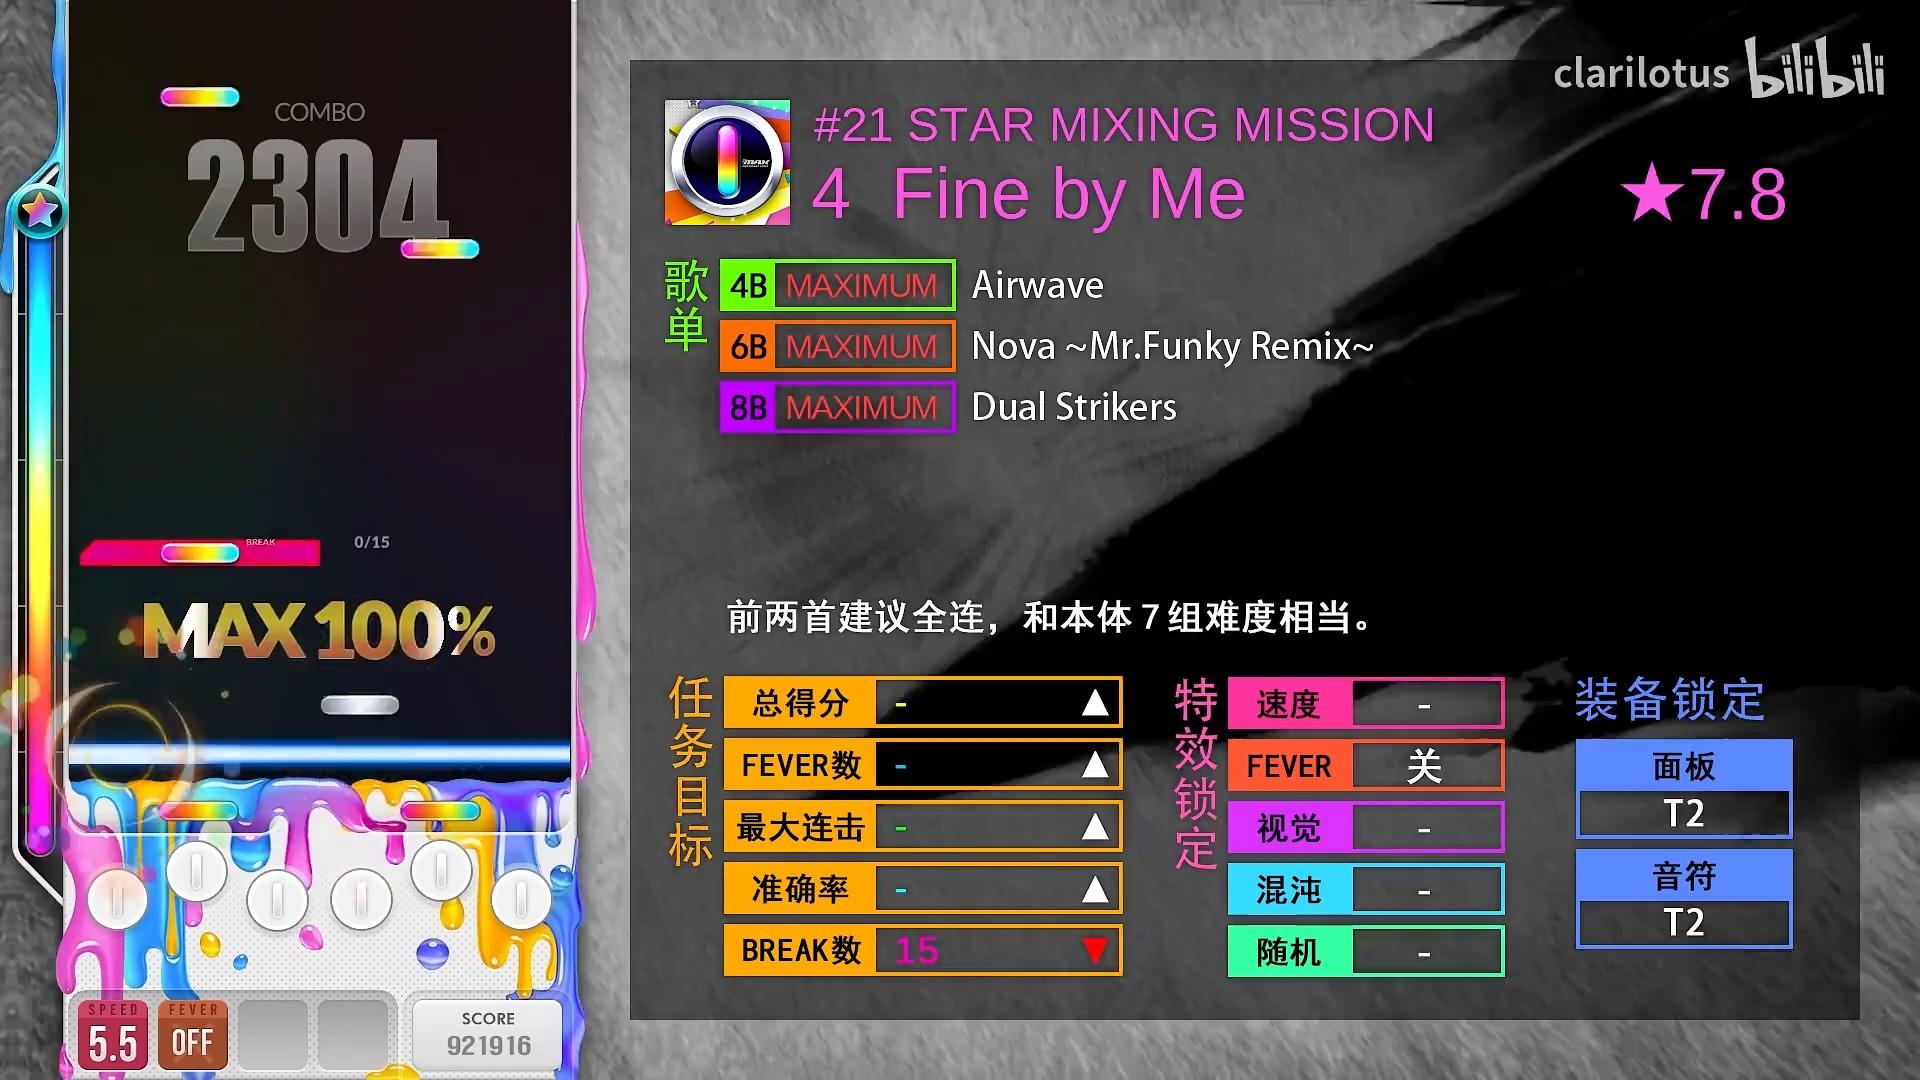 COMBO
2304
BREAK
0/15
MAX 100%
SPEED
5.5
FEVER
OFF
SCORE
921916
clarilotus bilibili
#21 STAR MIXING MISSION
4 Fine by Me
★7.8
歌单
4B MAXIMUM Airwave
6B MAXIMUM Nova ~Mr.Funky Remix~
8B MAXIMUM Dual Strikers
前两首建议全连，和本体7组难度相当。
任务目标
总得分 - ▲
FEVER数 - ▲
最大连击 - ▲
准确率 - ▲
BREAK数 15 ▼
特效锁定
速度 -
FEVER 关
视觉 -
混沌 -
随机 -
装备锁定
面板
T2
音符
T2